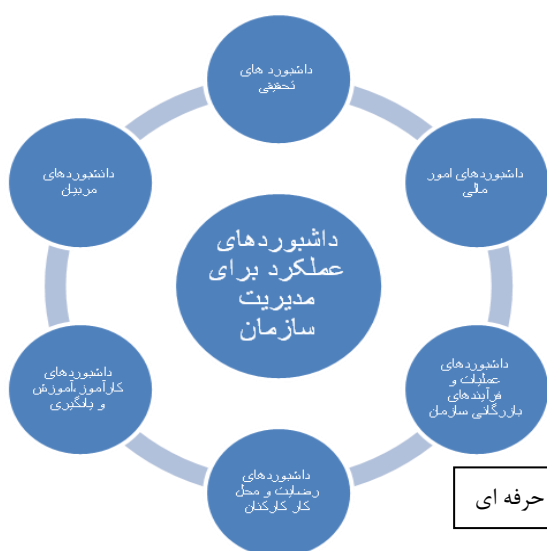 داشبورد های
تحقیقی
داشبوردهای امور
مالی
داشبوردهای
عملیات و
فرآیندهای
بازرگانی سازمان
داشبوردهای
رضایت و محل
کار کارکنان
داشبوردهای
کارآموز،آموزش
و یادگیری
داشبوردهای
مربیان
داشبوردهای
عملکرد برای
مدیریت
سازمان
حرفه ای